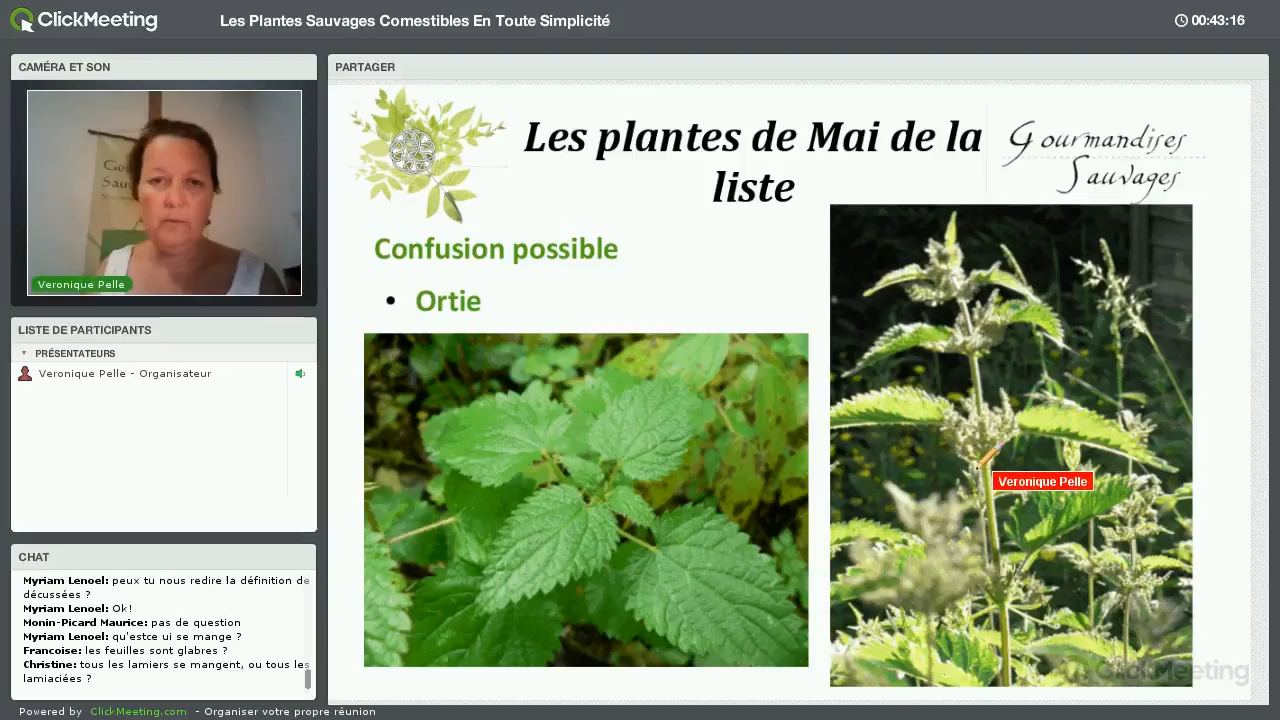 ClickMeeting
Les Plantes Sauvages Comestibles En Toute Simplicité
00:43:16
CAMÉRA ET SON
Gou
Sau
Veronique Pelle
LISTE DE PARTICIPANTS
PRÉSENTATEURS
Veronique Pelle - Organisateur
CHAT
Myriam Lenoel: peux tu nous redire la définition de
décussées ?
Myriam Lenoel: Ok!
Monin-Picard Maurice: pas de question
Myriam Lenoel: qu'estce ui se mange ?
Francoise: les feuilles sont glabres ?
Christine: tous les lamiers se mangent, ou tous les
lamiaciées ?
Powered by ClickMeeting.com - Organiser votre propre réunion
PARTAGER
Les plantes de Mai de la
liste
Gourmandises
Sauvages
Confusion possible
• Ortie
Veronique Pelle
ClickMeeting